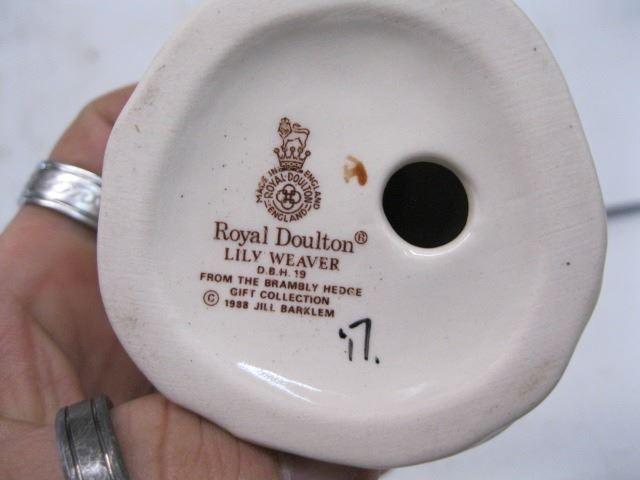 MADE IN ENGLAND
ROYAL DOULTON
ENGLAND
Royal Doulton®
LILY WEAVER
D.B.H. 19
FROM THE BRAMBLY HEDGE
GIFT COLLECTION
© 1988 JILL BARKLEM
17.